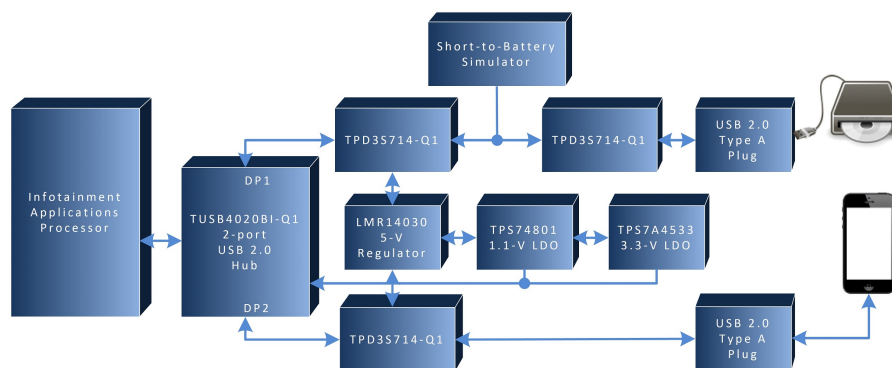 Short-to-Battery
Simulator
TPD3S714-Q1
TPD3S714-Q1
USB 2.0
Type A
Plug
Infotainment
Applications
Processor
DP1
TUSB4020BI-Q1
2-port
USB 2.0
Hub
DP2
LMR14030
5-V
Regulator
TPS74801
1.1-V LDO
TPS7A4533
3.3-V LDO
TPD3S714-Q1
USB 2.0
Type A
Plug